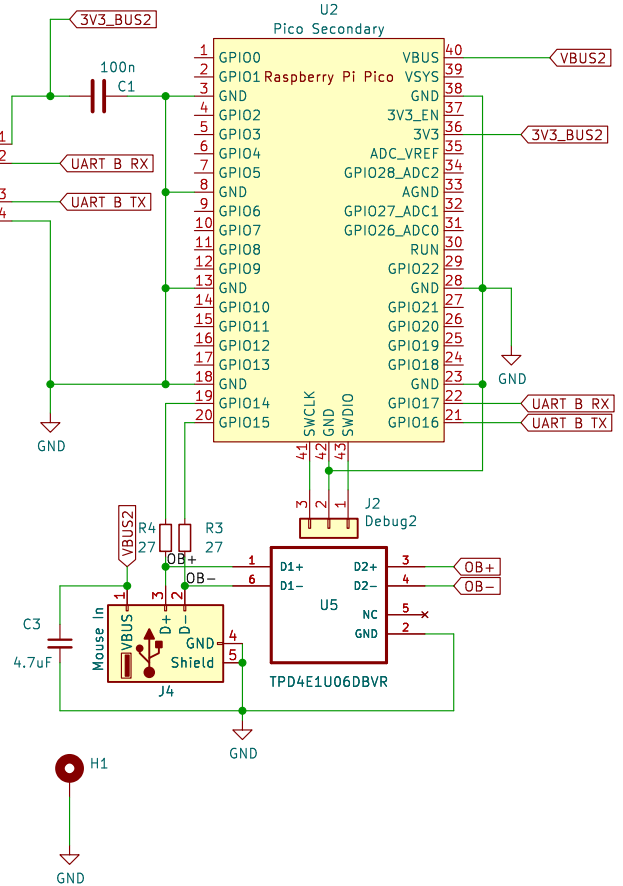 U2
Pico Secondary
Raspberry Pi Pico
3V3_BUS2
100n
C1
1
2
UART B RX
3
UART B TX
4
GND
1 GPIO0
2 GPIO1
3 GND
4 GPIO2
5 GPIO3
6 GPIO4
7 GPIO5
8 GND
9 GPIO6
10 GPIO7
11 GPIO8
12 GPIO9
13 GND
14 GPIO10
15 GPIO11
16 GPIO12
17 GPIO13
18 GND
19 GPIO14
20 GPIO15
VBUS 40
VBUS2
VSYS 39
GND 38
3V3_EN 37
3V3 36
3V3_BUS2
ADC_VREF 35
GPIO28_ADC2 34
AGND 33
GPIO27_ADC1 32
GPIO26_ADC0 31
RUN 30
GPIO22 29
GND 28
GPIO21 27
GPIO20 26
GPIO19 25
GPIO18 24
GND 23
GPIO17 22
UART B RX
GPIO16 21
UART B TX
GND
SWCLK 41
GND 42
SWDIO 43
3 2 1
J2
Debug2
VBUS2
R4
27
R3
27
OB+
OB-
1 D1+
6 D1-
D2+ 3
OB+
D2- 4
OB-
NC 5
GND 2
U5
TPD4E1U06DBVR
C3
4.7uF
Mouse In
1 VBUS
3 D+
2 D-
GND 4
Shield 5
J4
GND
H1
GND